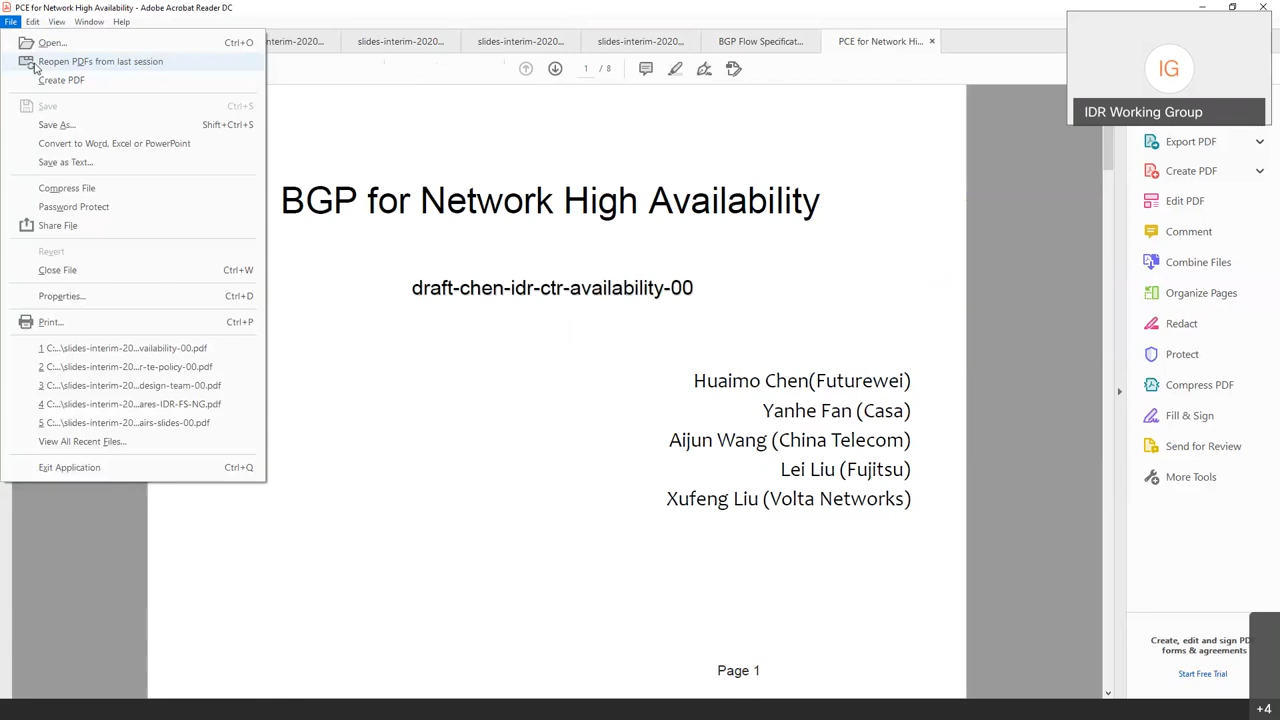 PCE for Network High Availability - Adobe Acrobat Reader DC
File Edit View Window Help
Open... Ctrl+O
Reopen PDFs from last session
Create PDF
Save Ctrl+S
Save As... Shift+Ctrl+S
Convert to Word, Excel or PowerPoint
Save as Text...
Compress File
Password Protect
Share File
Revert
Close File Ctrl+W
Properties... Ctrl+D
Print... Ctrl+P
1 C:...\slides-interim-20...vailability-00.pdf
2 C:...\slides-interim-20...r-te-policy-00.pdf
3 C:...\slides-interim-20...design-team-00.pdf
4 C:...\slides-interim-20...ares-IDR-FS-NG.pdf
5 C:...\slides-interim-20...airs-slides-00.pdf
View All Recent Files...
Exit Application Ctrl+Q
nterim-2020... slides-interim-2020... slides-interim-2020... slides-interim-2020... BGP Flow Specificat... PCE for Network Hi... ×
1 / 8
BGP for Network High Availability
draft-chen-idr-ctr-availability-00
Huaimo Chen(Futurewei)
Yanhe Fan (Casa)
Aijun Wang (China Telecom)
Lei Liu (Fujitsu)
Xufeng Liu (Volta Networks)
Page 1
IG
IDR Working Group
Export PDF
Create PDF
Edit PDF
Comment
Combine Files
Organize Pages
Redact
Protect
Compress PDF
Fill & Sign
Send for Review
More Tools
Create, edit and sign PD
forms & agreements
Start Free Trial
+4